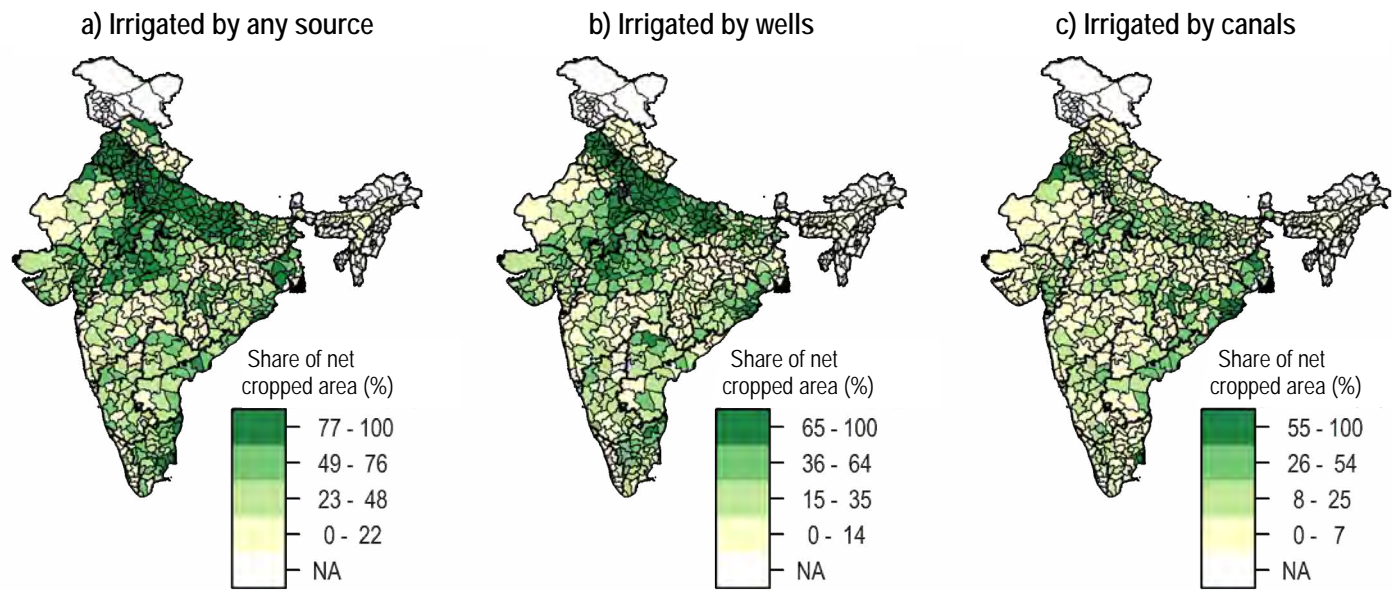 a) Irrigated by any source
b) Irrigated by wells
c) Irrigated by canals
Share of net
cropped area (%)
77 - 100
49 - 76
23 - 48
0 - 22
NA
Share of net
cropped area (%)
65 - 100
36 - 64
15 - 35
0 - 14
NA
Share of net
cropped area (%)
55 - 100
26 - 54
8 - 25
0 - 7
NA